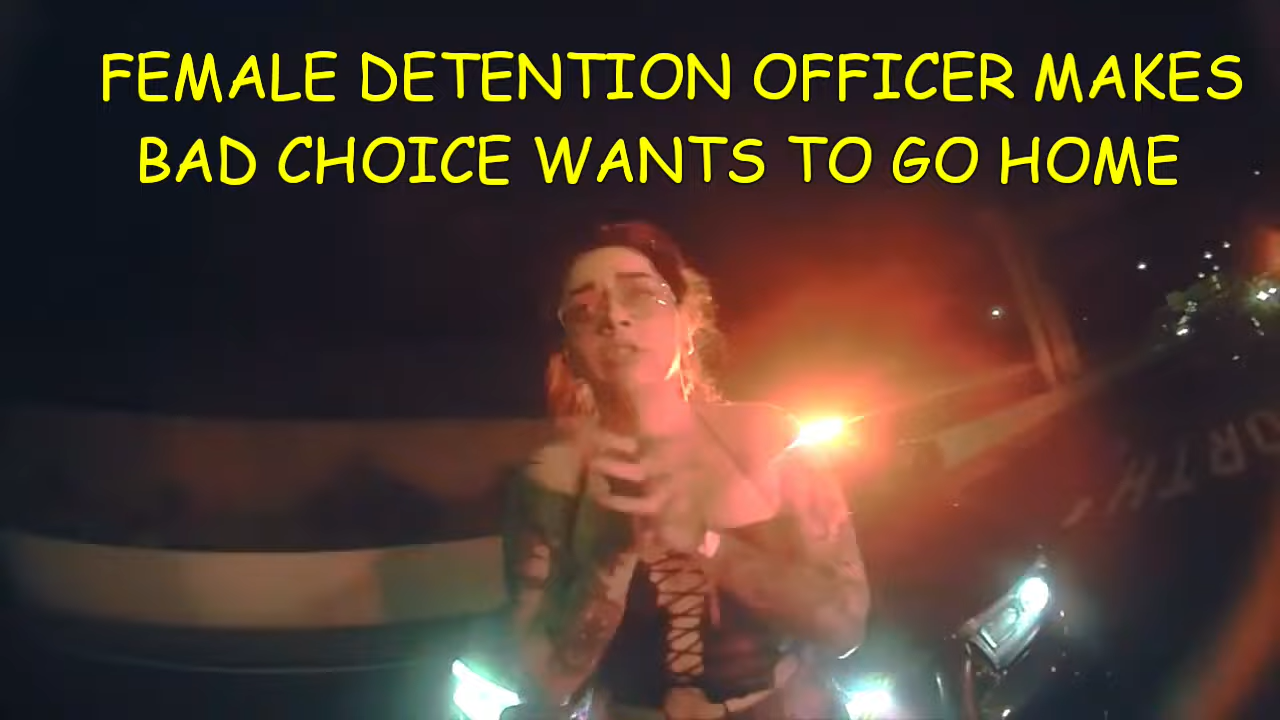 FEMALE DETENTION OFFICER MAKES
BAD CHOICE WANTS TO GO HOME